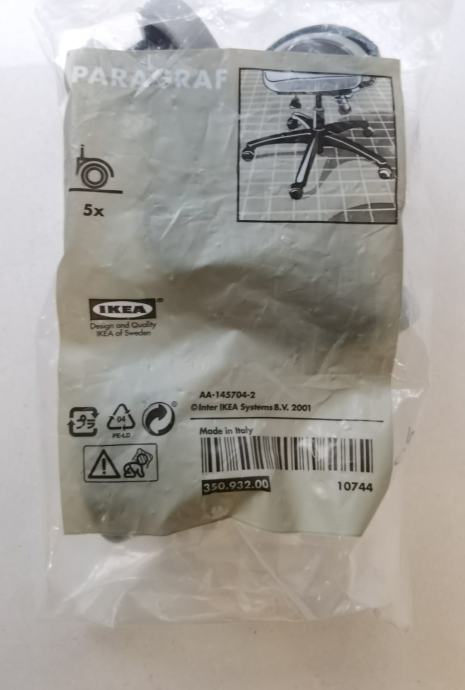 PARAGRAF
5x
IKEA®
Design and Quality
IKEA of Sweden
AA-145704-2
©Inter IKEA Systems B.V. 2001
04
PE-LD
Made in Italy
350.932.00
10744